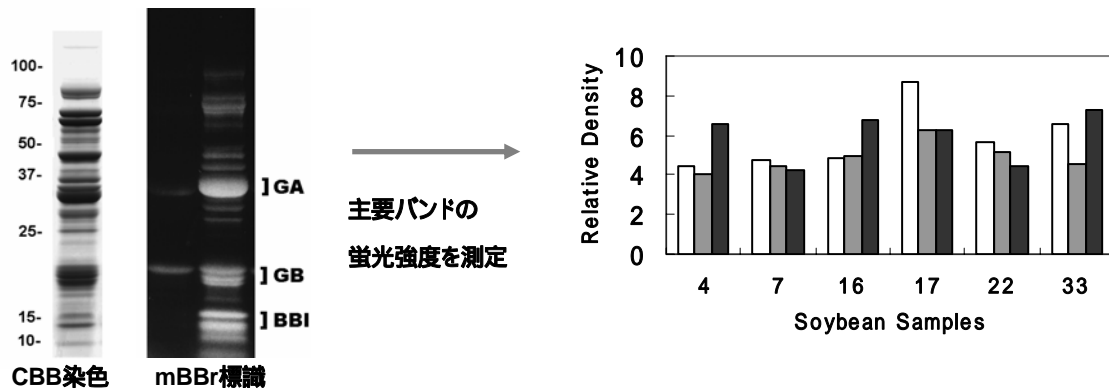 100-
75-
50-
37-
25-
15-
10-
CBB染色
mBBr標識
]GA
]GB
]BBI
主要バンドの
蛍光強度を測定
Relative Density
10
8
6
4
2
0
4 7 16 17 22 33
Soybean Samples